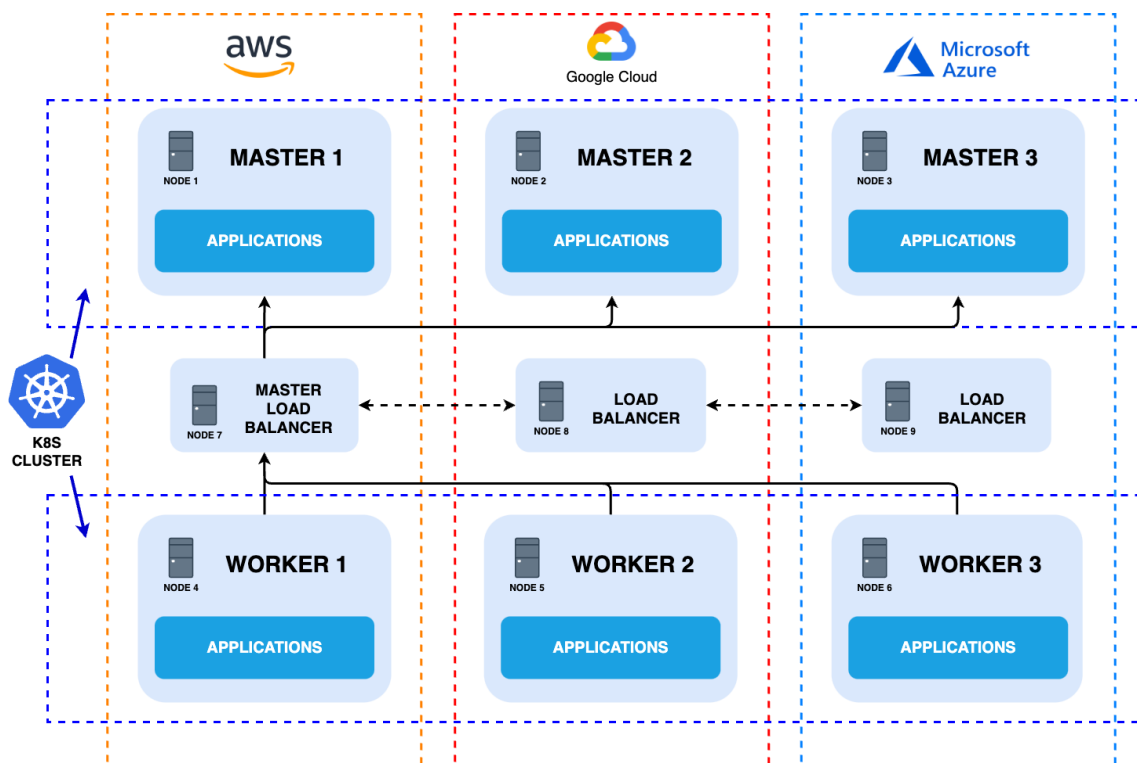 aws
Google Cloud
Microsoft
Azure
MASTER 1
NODE 1
APPLICATIONS
MASTER 2
NODE 2
APPLICATIONS
MASTER 3
NODE 3
APPLICATIONS
K8S
CLUSTER
MASTER
LOAD
BALANCER
NODE 7
LOAD
BALANCER
NODE 8
LOAD
BALANCER
NODE 9
WORKER 1
NODE 4
APPLICATIONS
WORKER 2
NODE 5
APPLICATIONS
WORKER 3
NODE 6
APPLICATIONS